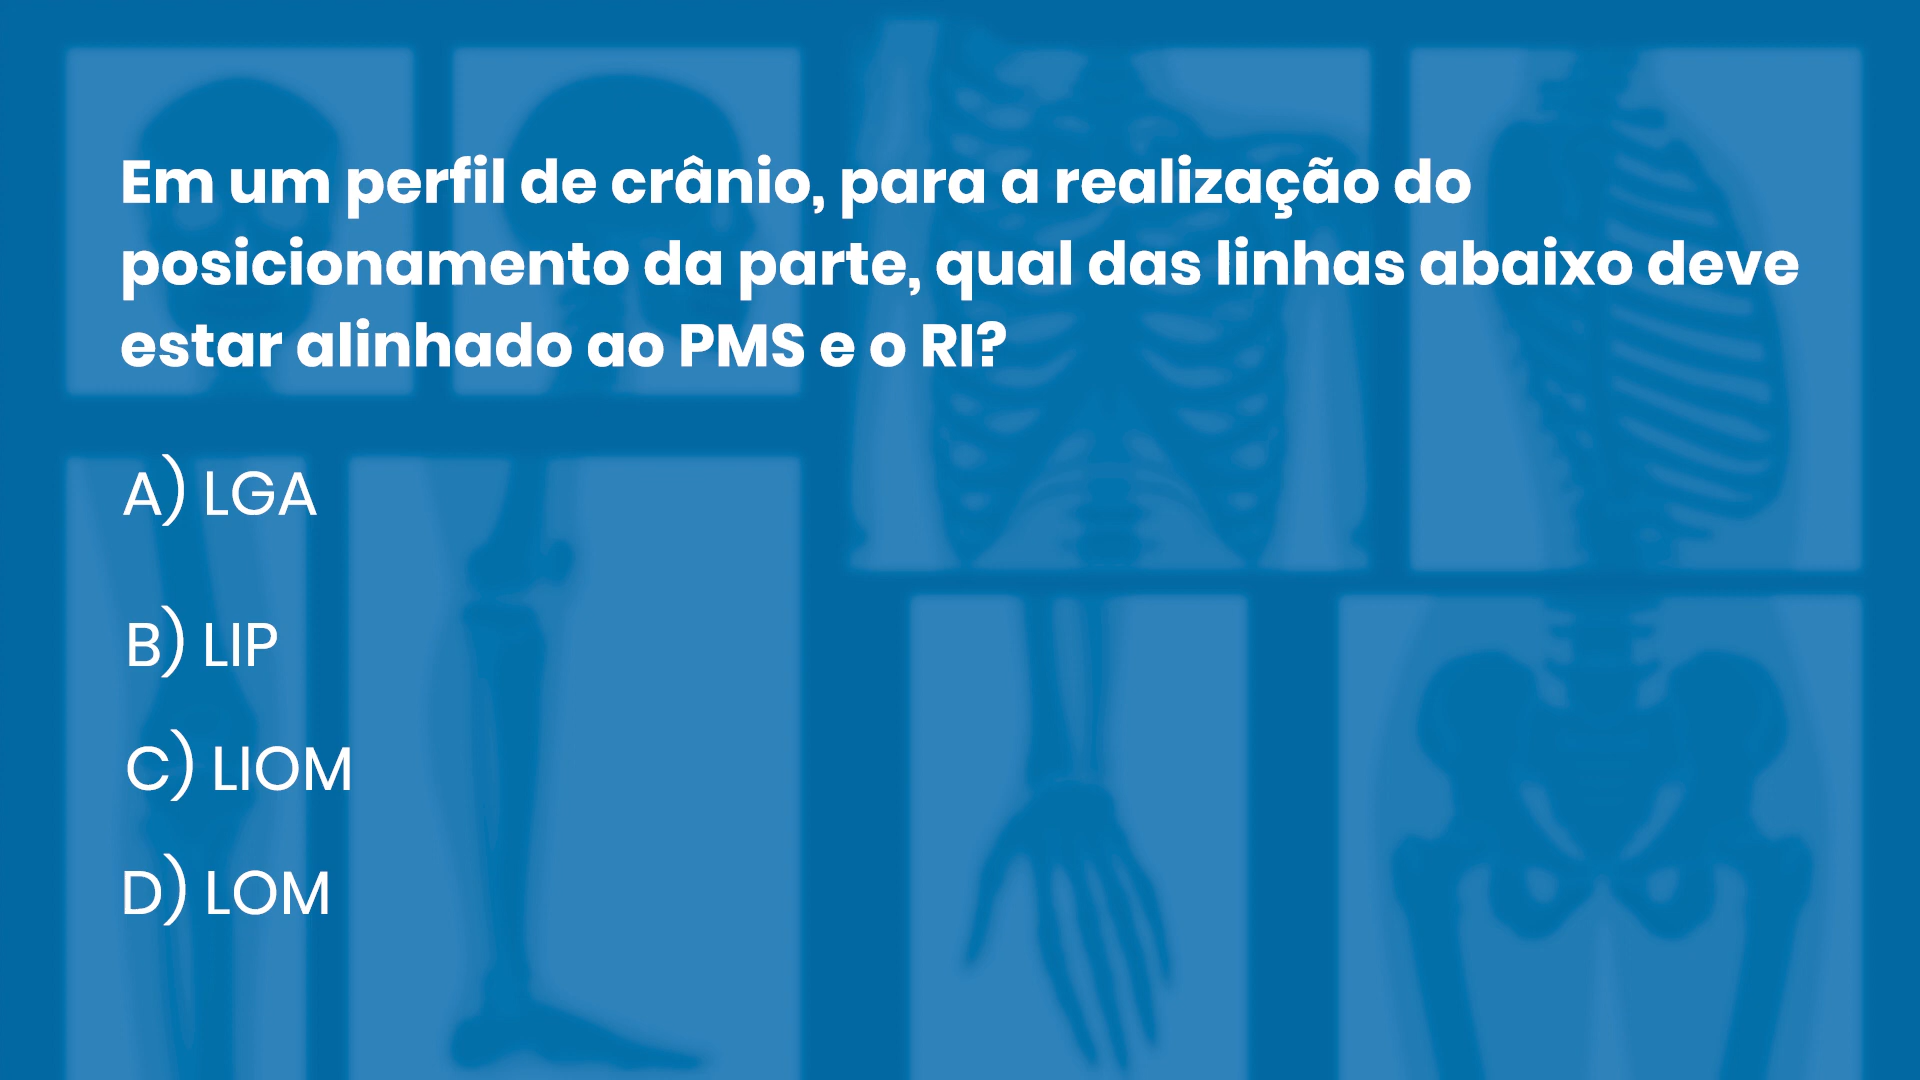 Em um perfil de crânio, para a realização do
posicionamento da parte, qual das linhas abaixo deve
estar alinhado ao PMS e o RI?
A) LGA
B) LIP
C) LIOM
D) LOM